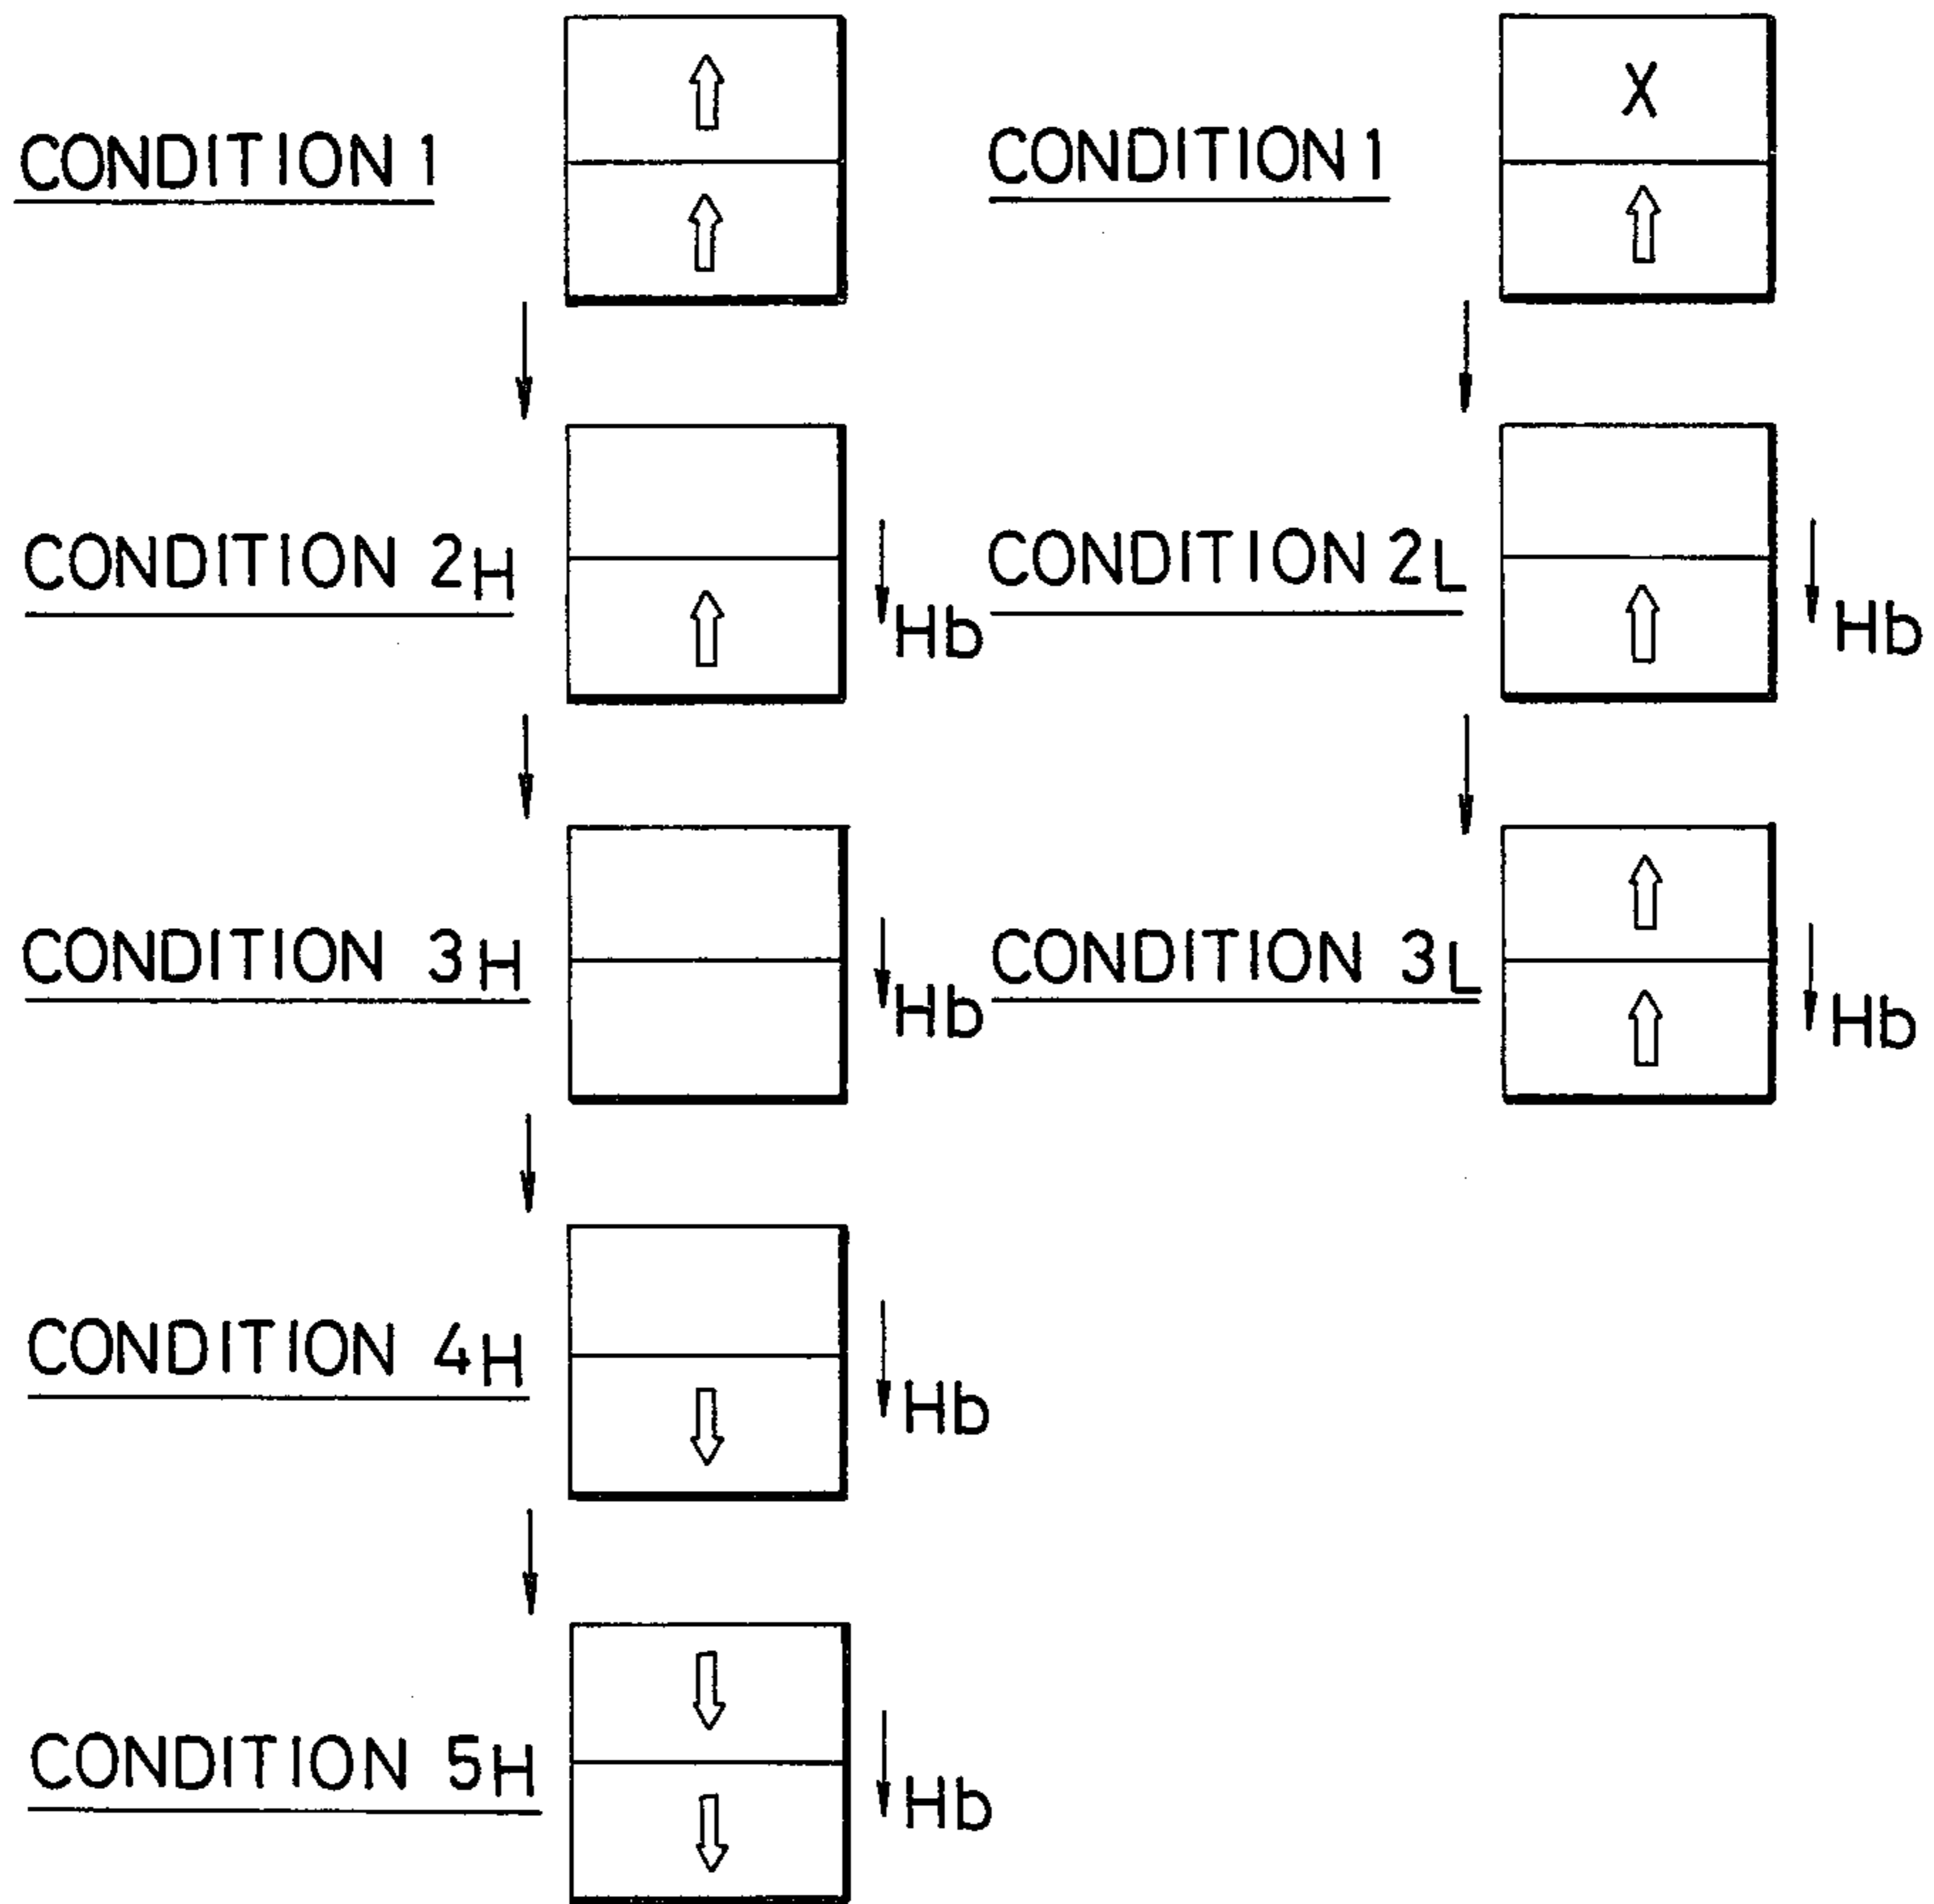 CONDITION 1
CONDITION 1
X
CONDITION 2H
Hb
CONDITION 2L
Hb
CONDITION 3H
Hb
CONDITION 3L
Hb
CONDITION 4H
Hb
CONDITION 5H
Hb